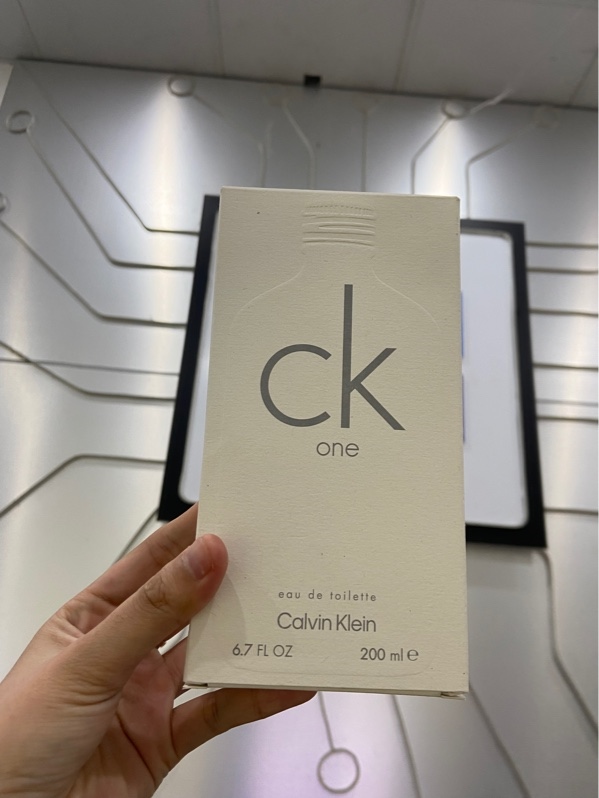 ck
one
eau de toilette
Calvin Klein
6.7 FL OZ 200 ml ℮